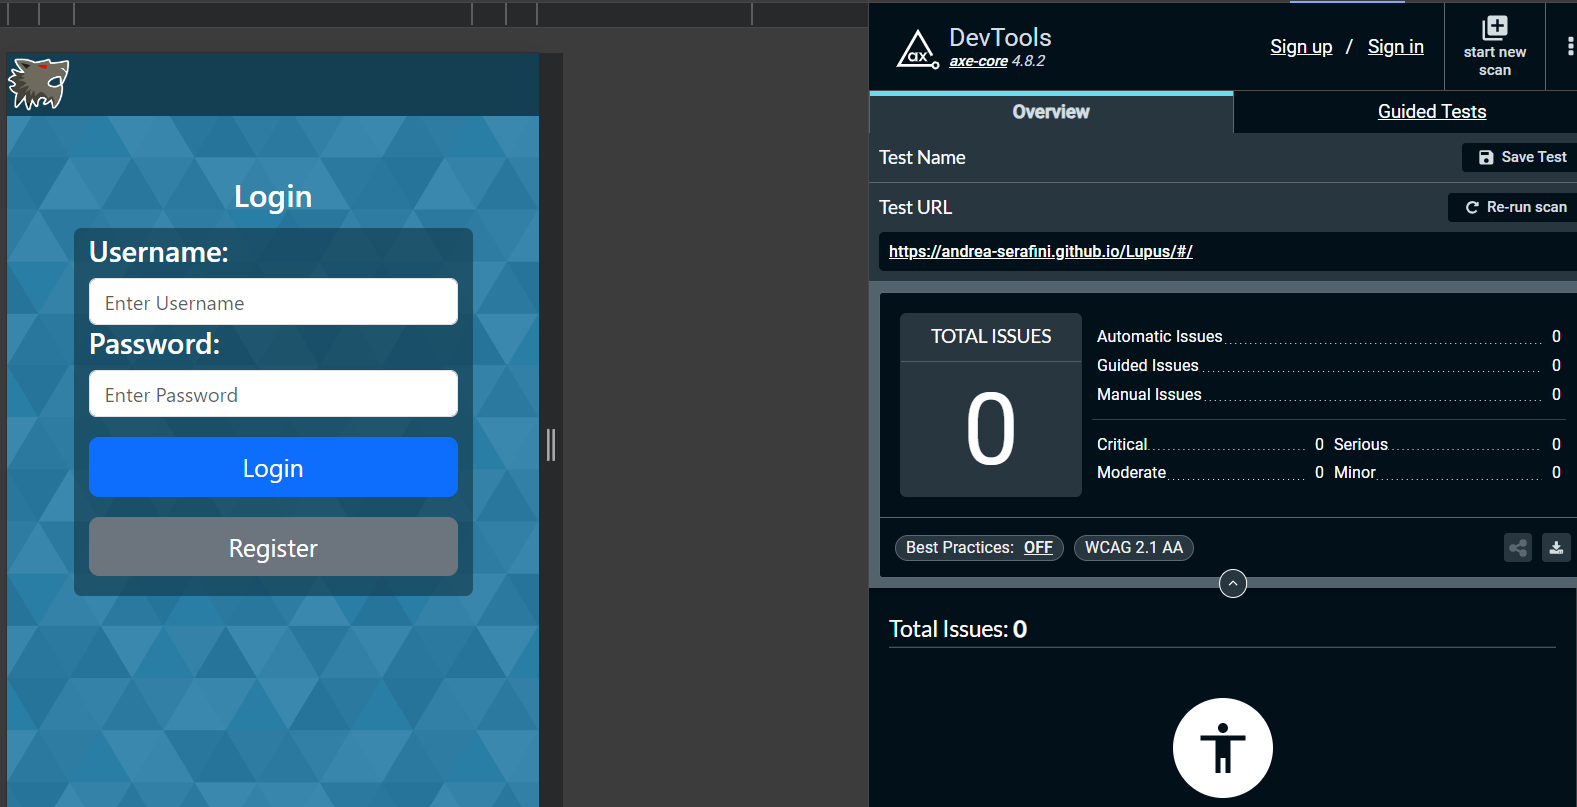 Login
Username:
Enter Username
Password:
Enter Password
Login
Register
ax
DevTools
axe-core 4.8.2
Sign up / Sign in
start new
scan
Overview
Guided Tests
Test Name
Save Test
Test URL
Re-run scan
https://andrea-serafini.github.io/Lupus/#/
TOTAL ISSUES
0
Automatic Issues 0
Guided Issues 0
Manual Issues 0
Critical 0 Serious 0
Moderate 0 Minor 0
Best Practices: OFF
WCAG 2.1 AA
Total Issues: 0